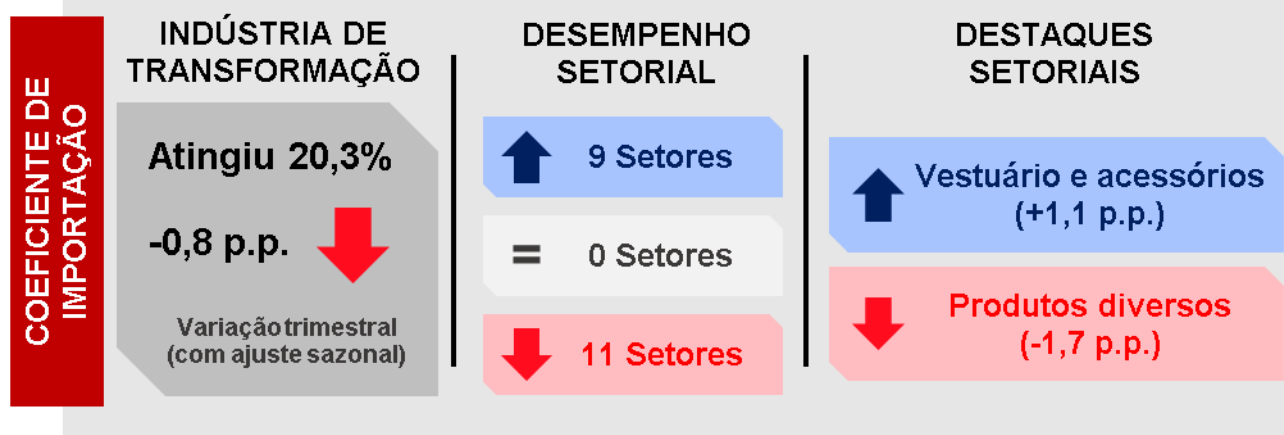 COEFICIENTE DE
IMPORTAÇÃO
INDÚSTRIA DE
TRANSFORMAÇÃO
Atingiu 20,3%
-0,8 p.p.
Variação trimestral
(com ajuste sazonal)
DESEMPENHO
SETORIAL
9 Setores
= 0 Setores
11 Setores
DESTAQUES
SETORIAIS
Vestuário e acessórios
(+1,1 p.p.)
Produtos diversos
(-1,7 p.p.)